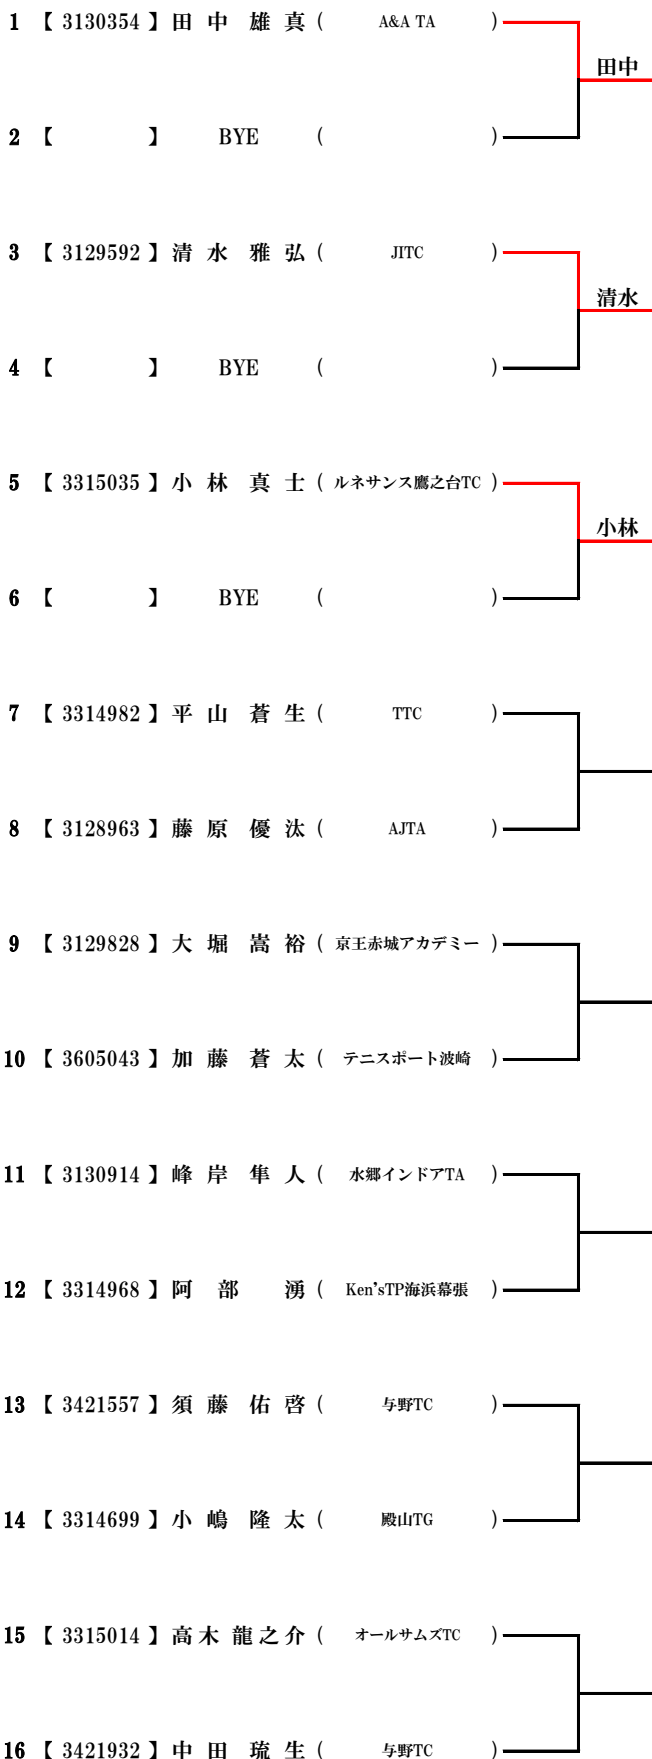 1 【 3130354 】 田 中 雄 真 ( A&A TA )
田中
2 【 】 BYE ( )
3 【 3129592 】 清 水 雅 弘 ( JITC )
清水
4 【 】 BYE ( )
5 【 3315035 】 小 林 真 士 ( ルネサンス鷹之台TC )
小林
6 【 】 BYE ( )
7 【 3314982 】 平 山 蒼 生 ( TTC )
8 【 3128963 】 藤 原 優 汰 ( AJTA )
9 【 3129828 】 大 堀 嵩 裕 ( 京王赤城アカデミー )
10 【 3605043 】 加 藤 蒼 太 ( テニスポート波崎 )
11 【 3130914 】 峰 岸 隼 人 ( 水郷インドアTA )
12 【 3314968 】 阿 部 湧 ( Ken'sTP海浜幕張 )
13 【 3421557 】 須 藤 佑 啓 ( 与野TC )
14 【 3314699 】 小 嶋 隆 太 ( 殿山TG )
15 【 3315014 】 高 木 龍 之 介 ( オールサムズTC )
16 【 3421932 】 中 田 琉 生 ( 与野TC )